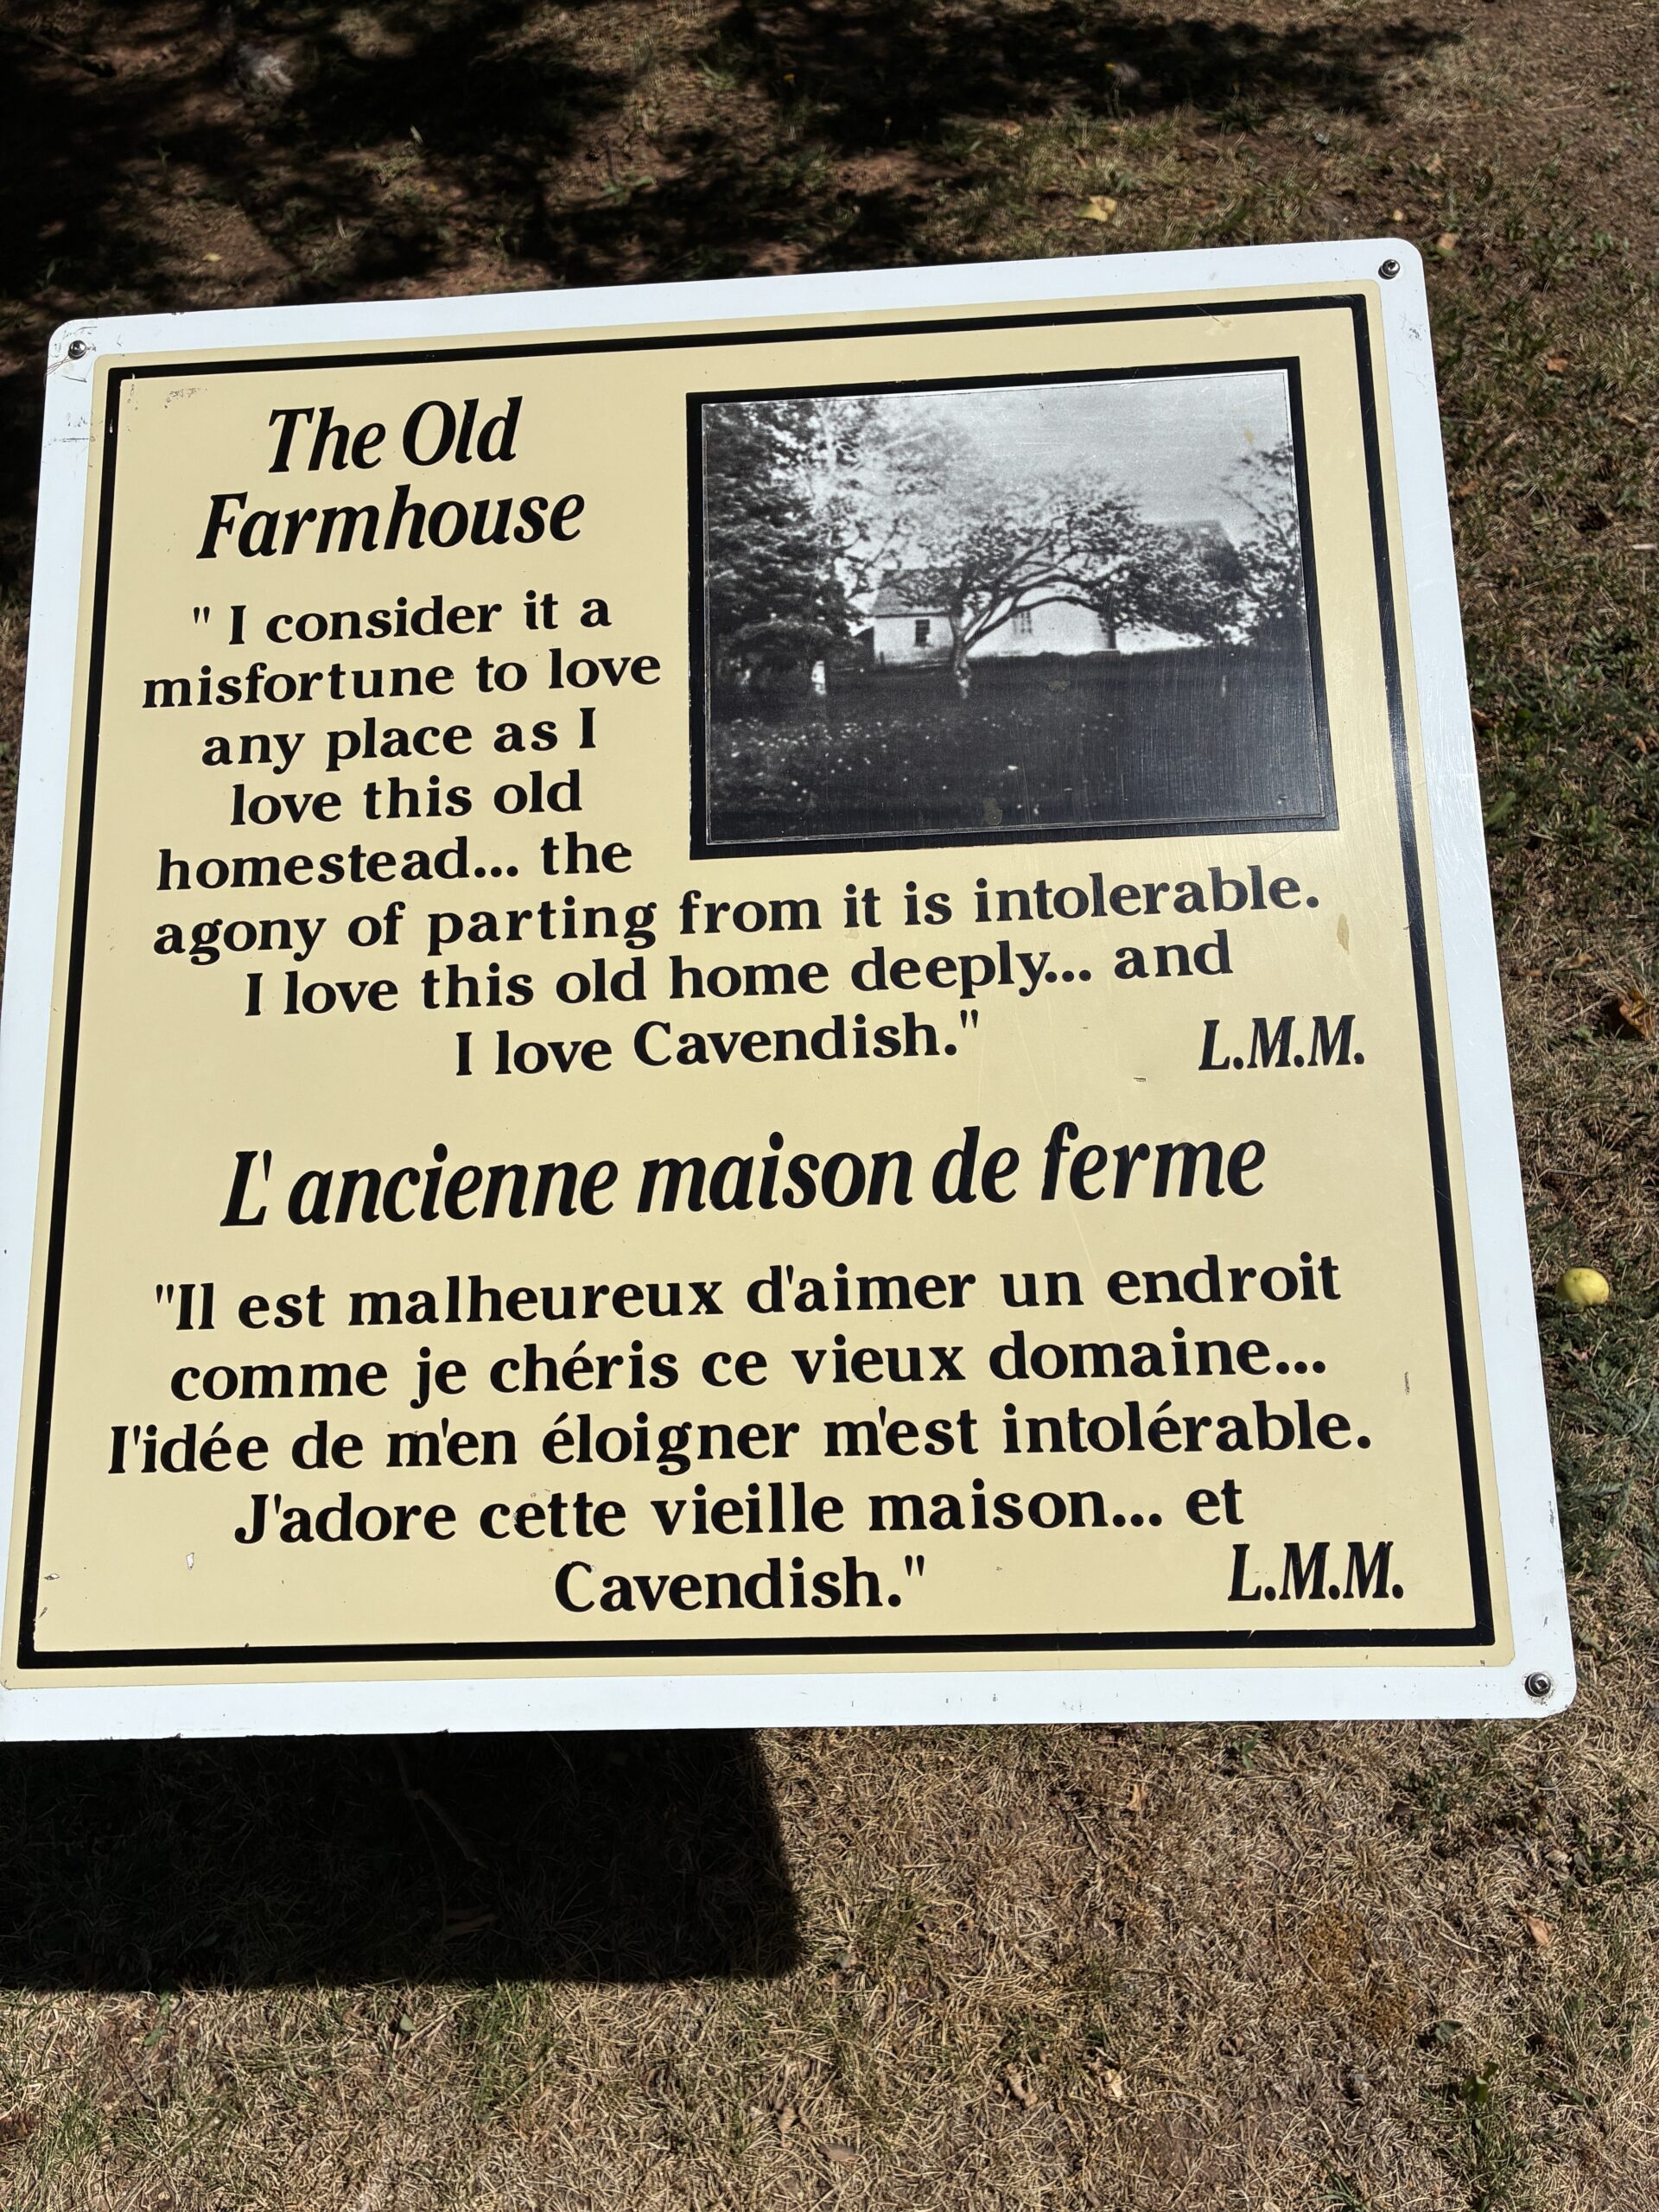 The Old
Farmhouse
" I consider it a
misfortune to love
any place as I
love this old
homestead... the
agony of parting from it is intolerable.
I love this old home deeply... and
I love Cavendish."
L.M.M.
L'ancienne maison de ferme
"Il est malheureux d'aimer un endroit
comme je chéris ce vieux domaine...
I'idée de m'en éloigner m'est intolérable.
J'adore cette vieille maison... et
Cavendish."
L.M.M.